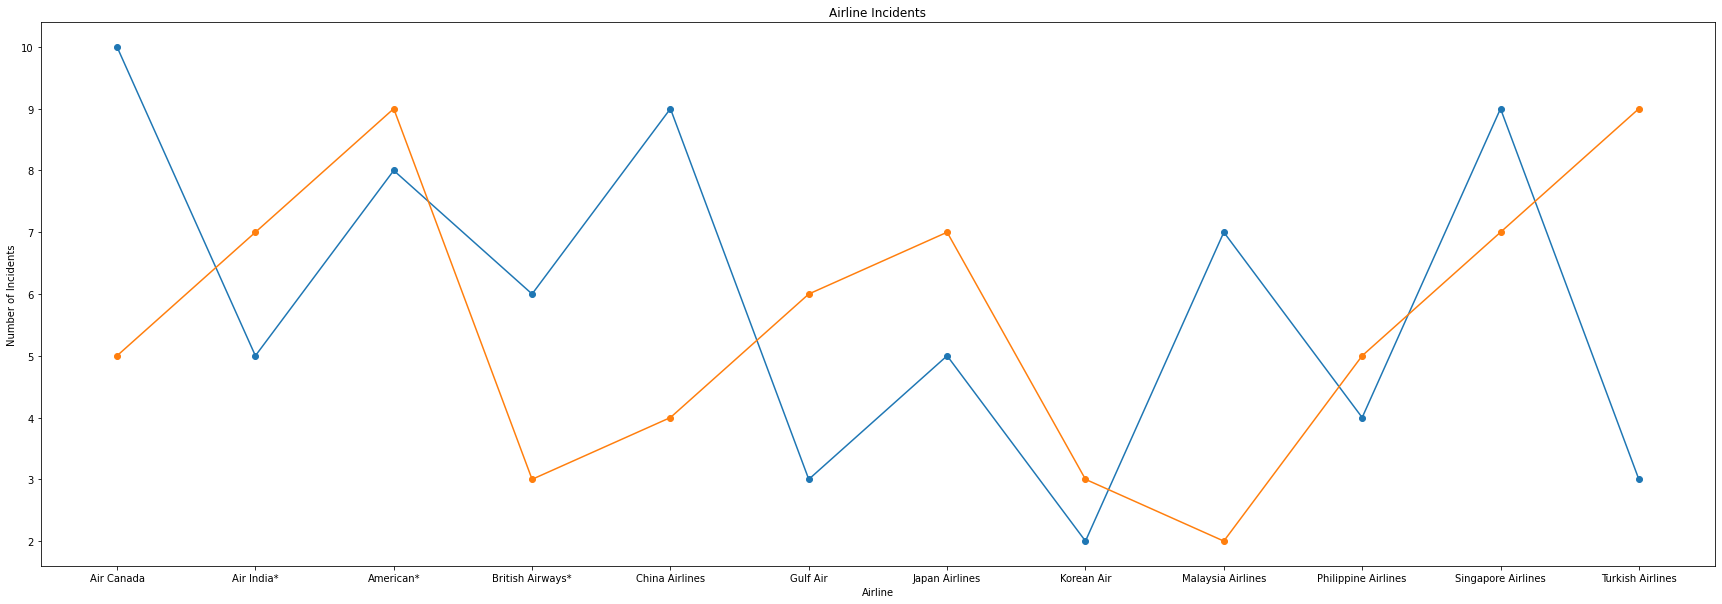 Airline Incidents
Number of Incidents
10
9
8
7
6
5
4
3
2
Air Canada Air India* American* British Airways* China Airlines Gulf Air Japan Airlines Korean Air Malaysia Airlines Philippine Airlines Singapore Airlines Turkish Airlines
Airline